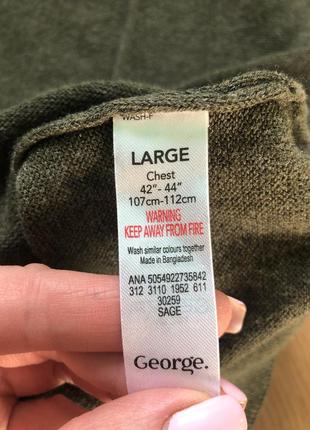 WASH-F
LARGE
Chest
42"- 44"
107cm-112cm
WARNING
KEEP AWAY FROM FIRE
Wash similar colours together
Made in Bangladesh
ANA 5054922735842
312 3110 1952 611
30259
SAGE
George.